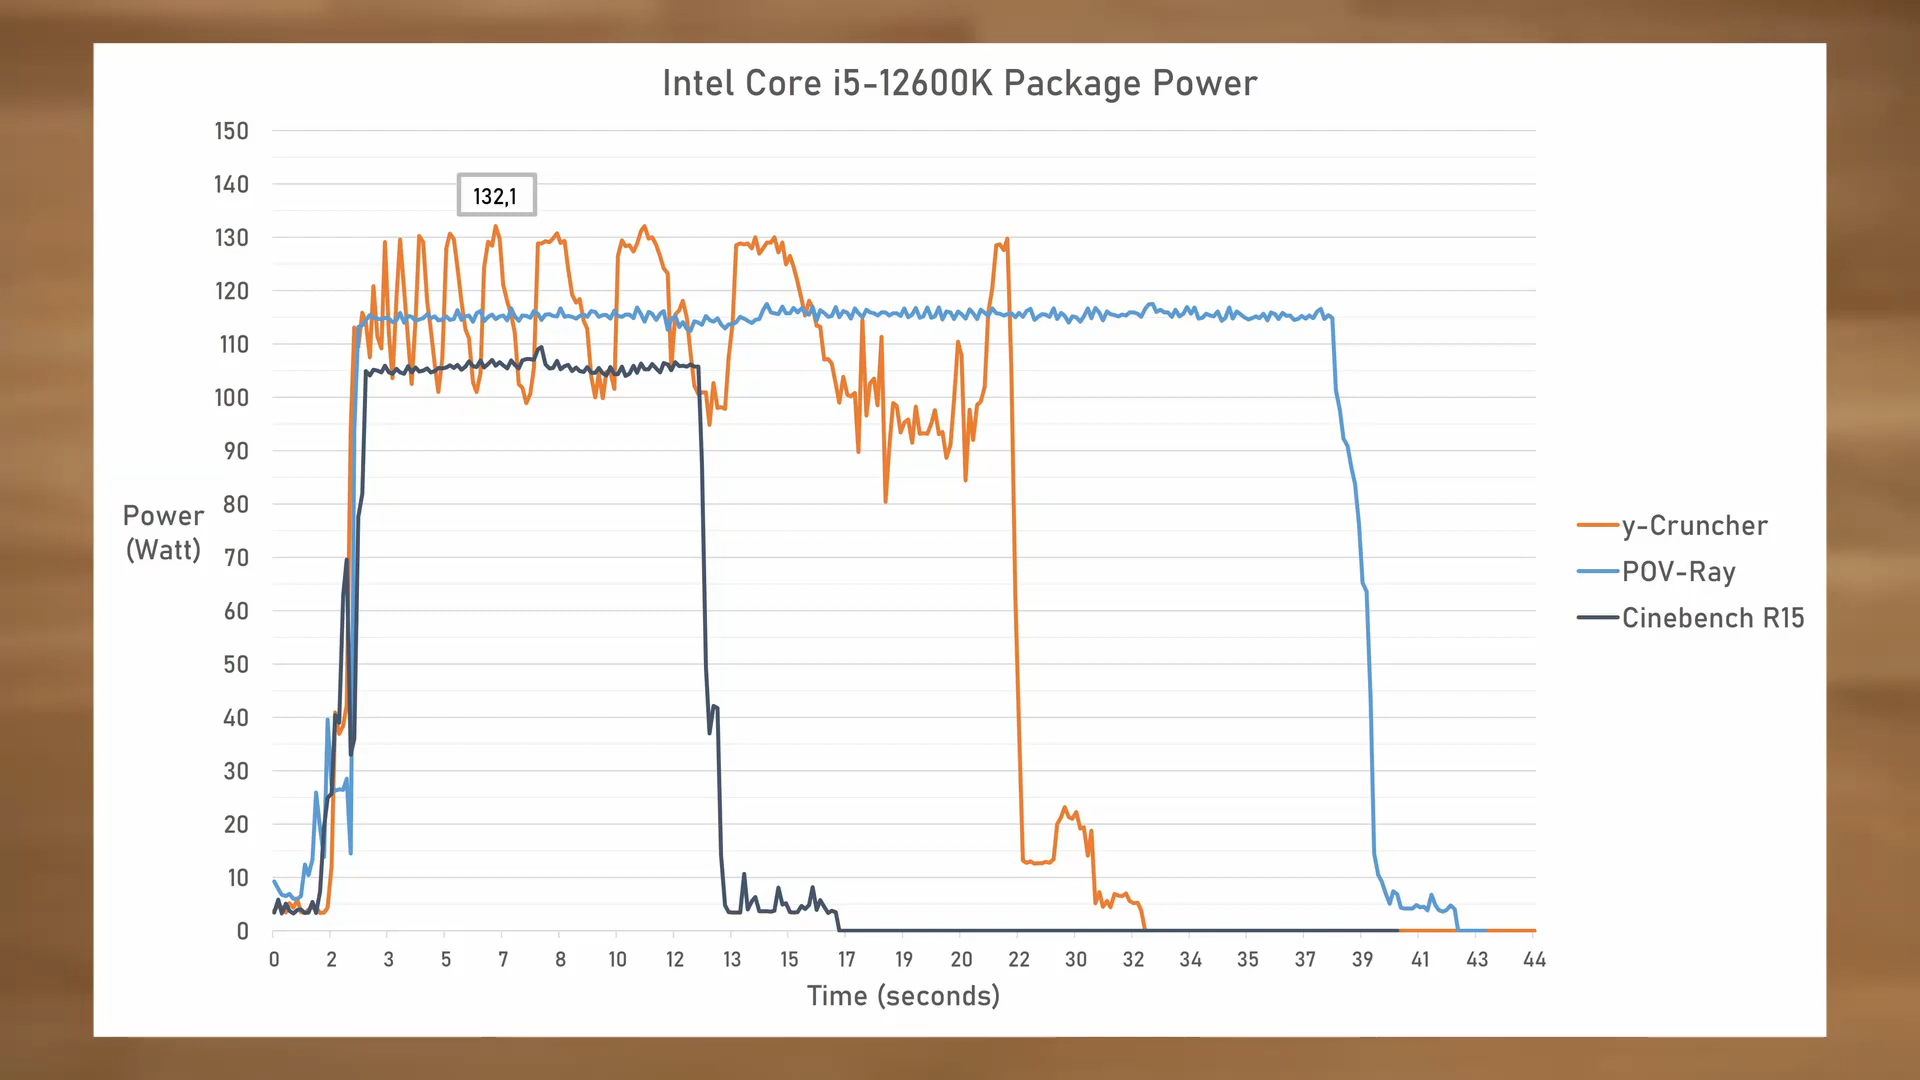 Intel Core i5-12600K Package Power
150
140
132,1
130
120
110
100
90
80
Power
(Watt)
70
60
50
40
30
20
10
0
y-Cruncher
POV-Ray
Cinebench R15
0 2 3 5 7 8 10 12 13 15 17 19 20 22 30 32 34 35 37 39 41 43 44
Time (seconds)